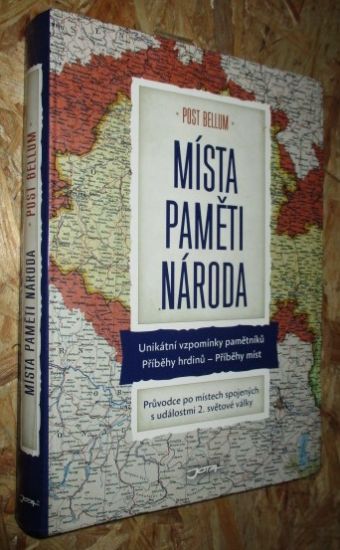 • POST BELLUM •
MÍSTA
PAMĚTI
NÁRODA
Unikátní vzpomínky pamětníků
Příběhy hrdinů – Příběhy míst
Průvodce po místech spojených
s událostmi 2. světové války
MÍSTA PAMĚTI NÁRODA • POST BELLUM •
JOTA